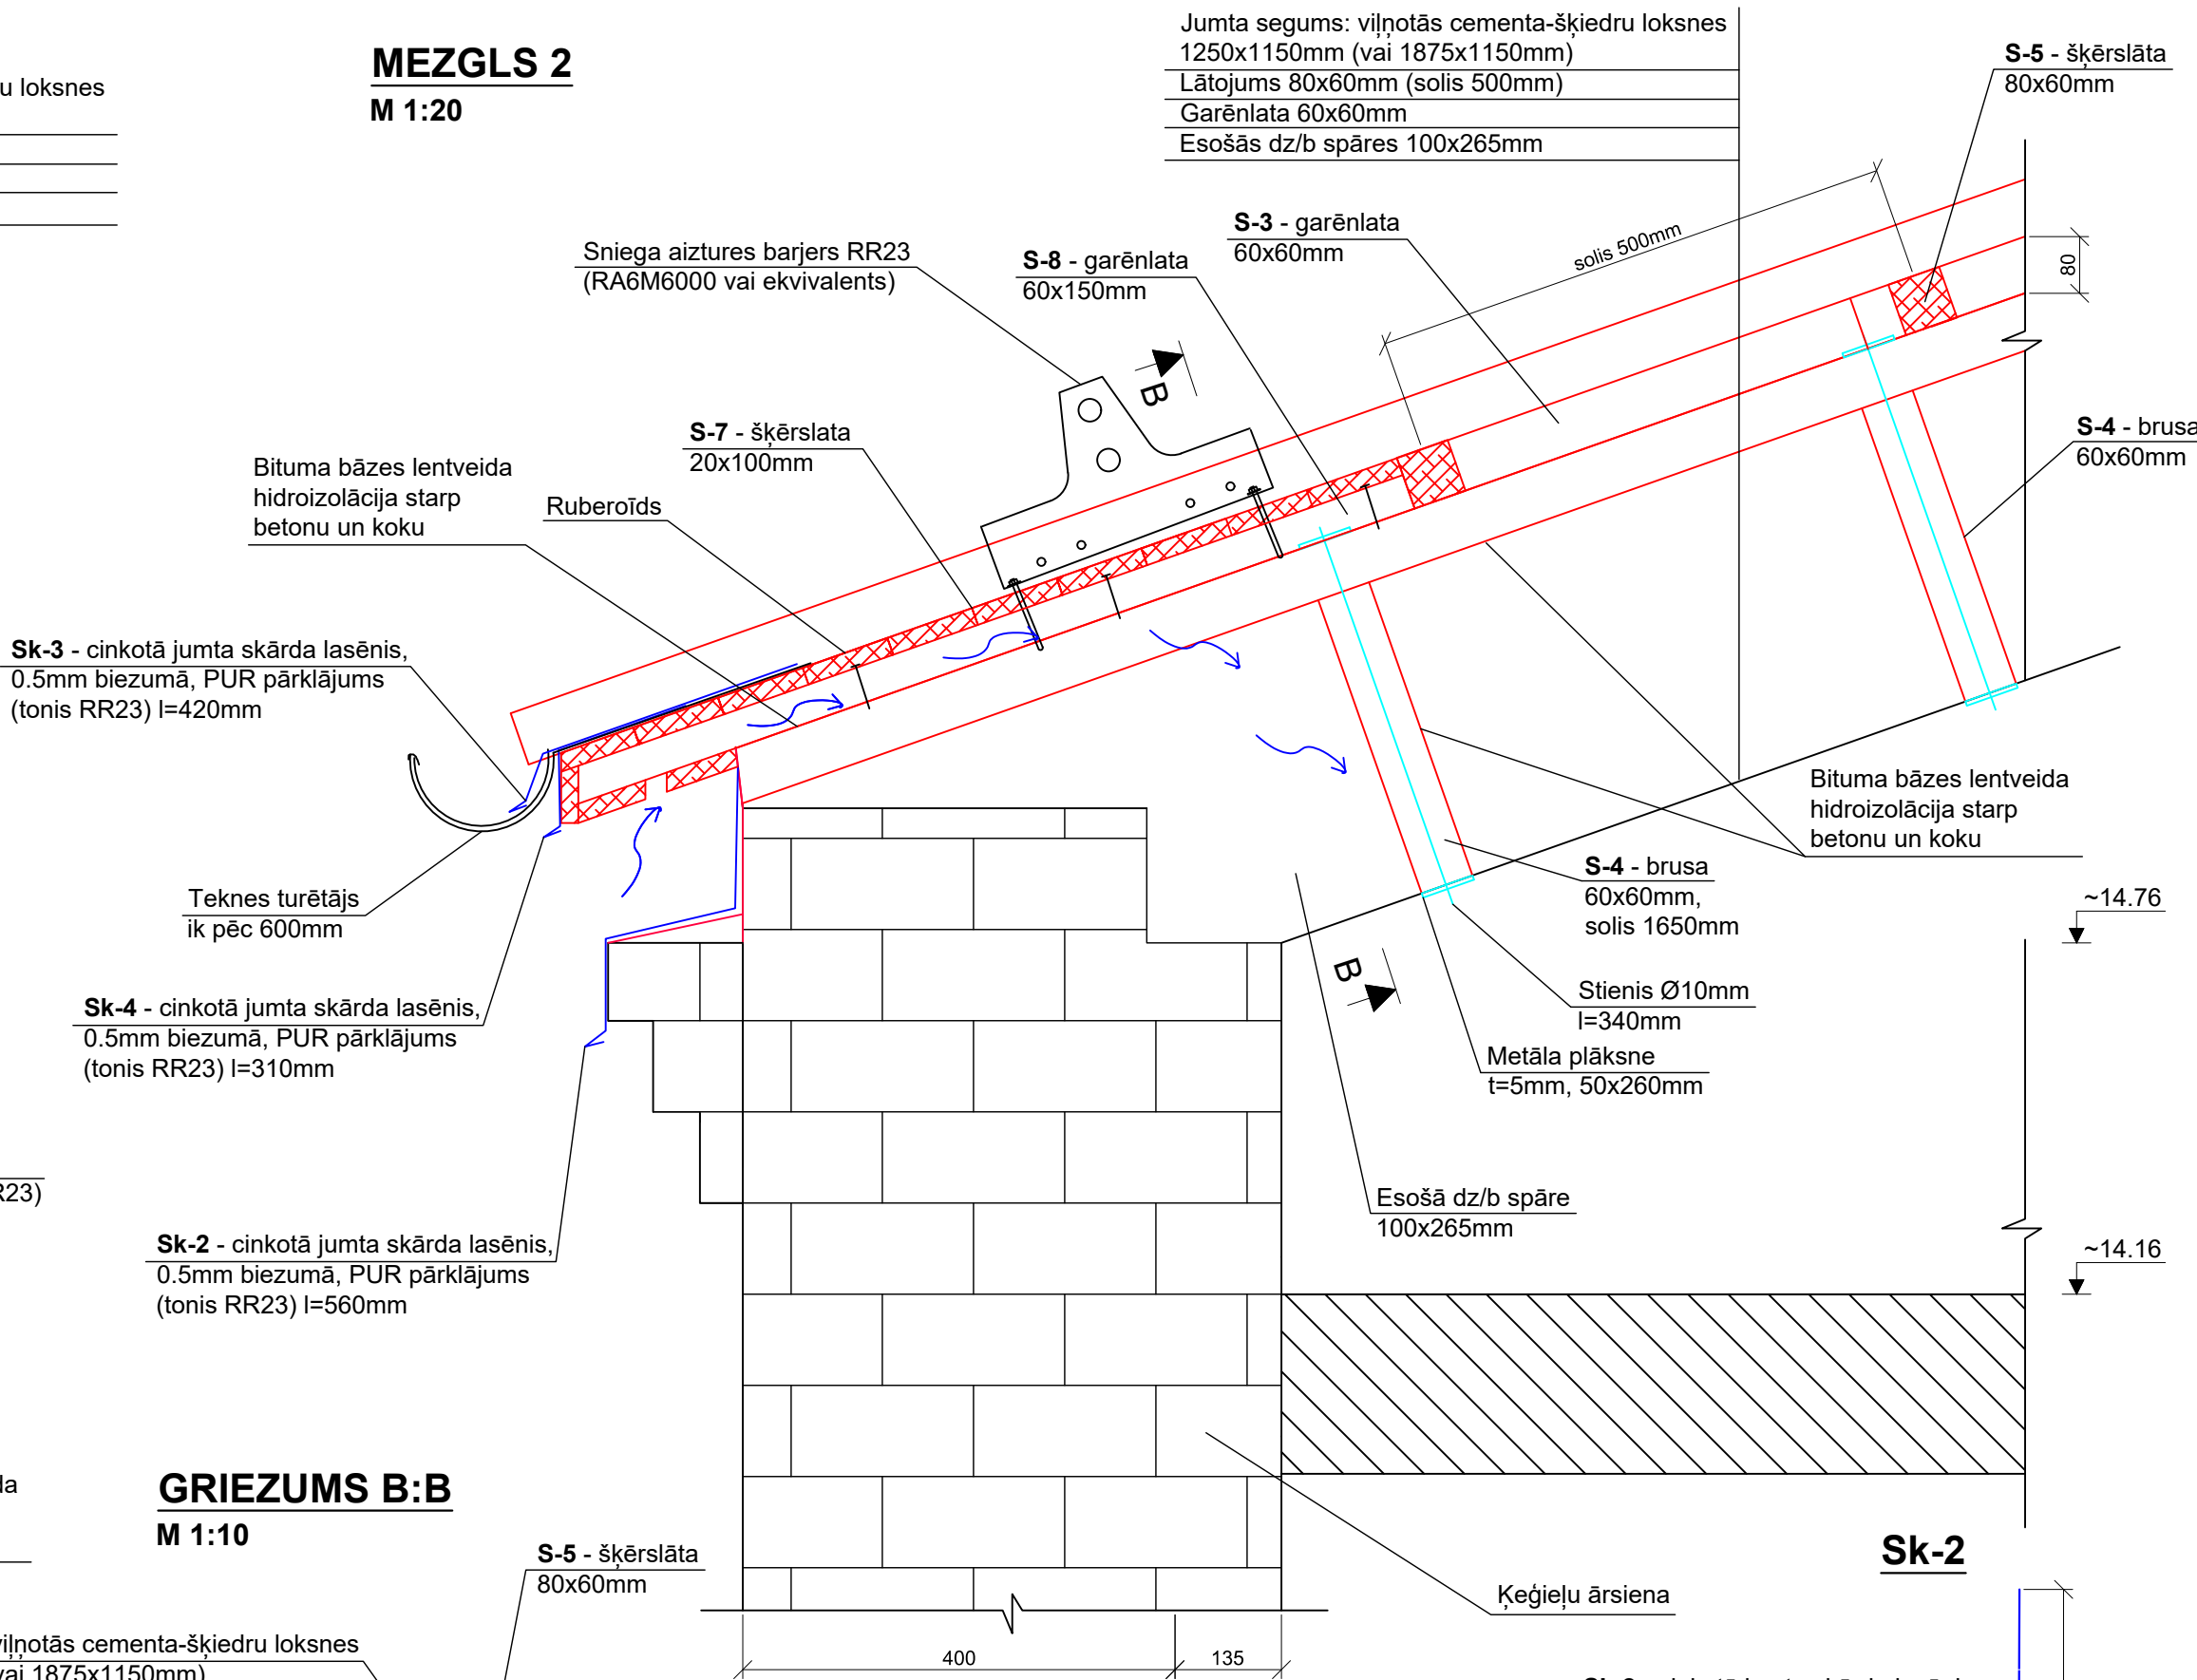 MEZGLS 2
M 1:20
u loksnes
Jumta segums: viļņotās cementa-šķiedru loksnes
1250x1150mm (vai 1875x1150mm)
Lātojums 80x60mm (solis 500mm)
Garēnlata 60x60mm
Esošās dz/b spāres 100x265mm
S-5 - šķērslāta
80x60mm
S-3 - garēnlata
60x60mm
solis 500mm
80
Sniega aiztures barjers RR23
(RA6M6000 vai ekvivalents)
S-8 - garēnlata
60x150mm
B
S-7 - šķērslata
20x100mm
S-4 - brusa
60x60mm
Bituma bāzes lentveida
hidroizolācija starp
betonu un koku
Ruberoīds
Sk-3 - cinkotā jumta skārda lasēnis,
0.5mm biezumā, PUR pārklājums
(tonis RR23) l=420mm
Bituma bāzes lentveida
hidroizolācija starp
betonu un koku
S-4 - brusa
60x60mm,
solis 1650mm
Teknes turētājs
ik pēc 600mm
~14.76
B
Stienis Ø10mm
l=340mm
Sk-4 - cinkotā jumta skārda lasēnis,
0.5mm biezumā, PUR pārklājums
(tonis RR23) l=310mm
Metāla plāksne
t=5mm, 50x260mm
R23)
Esošā dz/b spāre
100x265mm
Sk-2 - cinkotā jumta skārda lasēnis,
0.5mm biezumā, PUR pārklājums
(tonis RR23) l=560mm
~14.16
da
GRIEZUMS B:B
M 1:10
S-5 - šķērslāta
80x60mm
Sk-2
Ķeģieļu ārsiena
viļņotās cementa-šķiedru loksnes
vai 1875x1150mm)
400
135